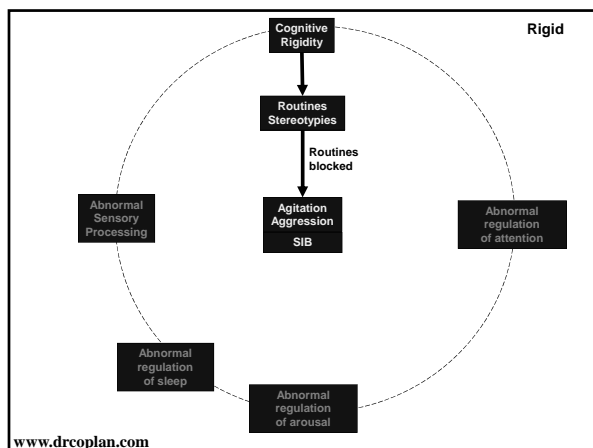 Cognitive
Rigidity
Rigid
Routines
Stereotypies
Routines
blocked
Agitation
Aggression
SIB
Abnormal
Sensory
Processing
Abnormal
regulation
of attention
Abnormal
regulation
of sleep
Abnormal
regulation
of arousal
www.drcoplan.com